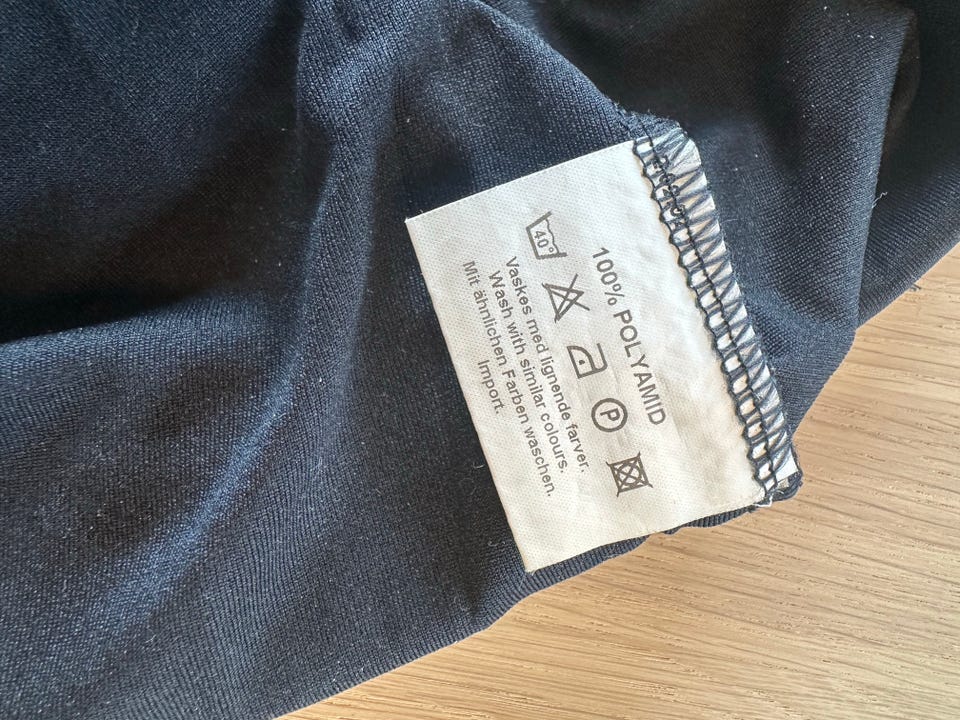 100% POLYAMID
40°
P
Vaskes med lignende farver.
Wash with similar colours.
Mit ähnlichen Farben waschen.
Import.